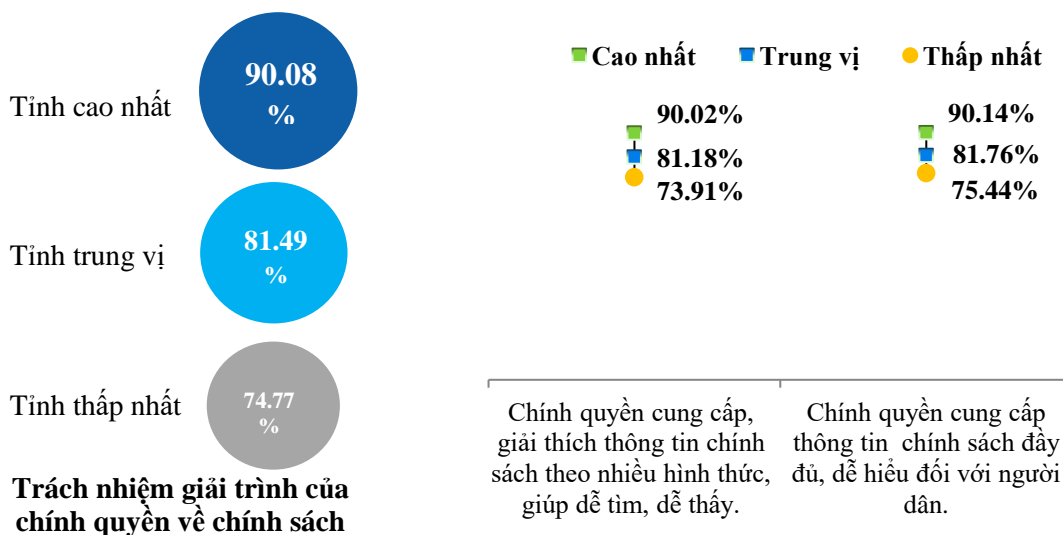 Tỉnh cao nhất
90.08
%
Tỉnh trung vị
81.49
%
Tỉnh thấp nhất
74.77
%
Trách nhiệm giải trình của
chính quyền về chính sách
Cao nhất Trung vị Thấp nhất
90.02%
81.18%
73.91%
90.14%
81.76%
75.44%
Chính quyền cung cấp,
giải thích thông tin chính
sách theo nhiều hình thức,
giúp dễ tìm, dễ thấy.
Chính quyền cung cấp
thông tin chính sách đầy
đủ, dễ hiểu đối với người
dân.